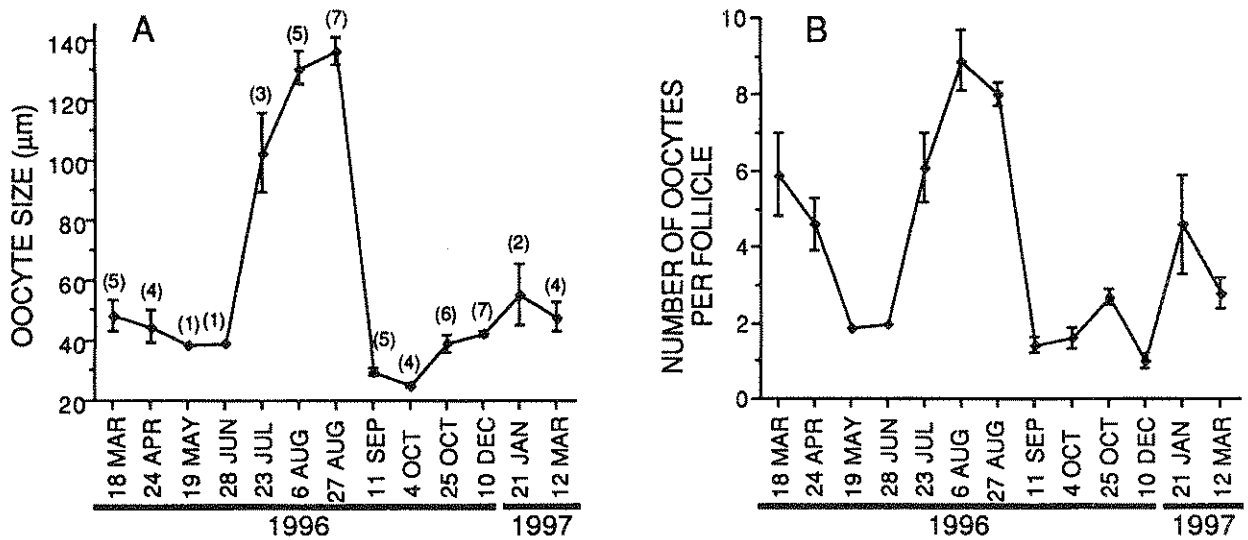 A
OOCYTE SIZE (µm)
140
120
100
80
60
40
20
(5)
(4)
(1)
(1)
(3)
(5)
(7)
(5)
(4)
(6)
(7)
(2)
(4)
18 MAR
24 APR
19 MAY
28 JUN
23 JUL
6 AUG
27 AUG
11 SEP
4 OCT
25 OCT
10 DEC
21 JAN
12 MAR
1996
1997
B
NUMBER OF OOCYTES
PER FOLLICLE
10
8
6
4
2
0
18 MAR
24 APR
19 MAY
28 JUN
23 JUL
6 AUG
27 AUG
11 SEP
4 OCT
25 OCT
10 DEC
21 JAN
12 MAR
1996
1997